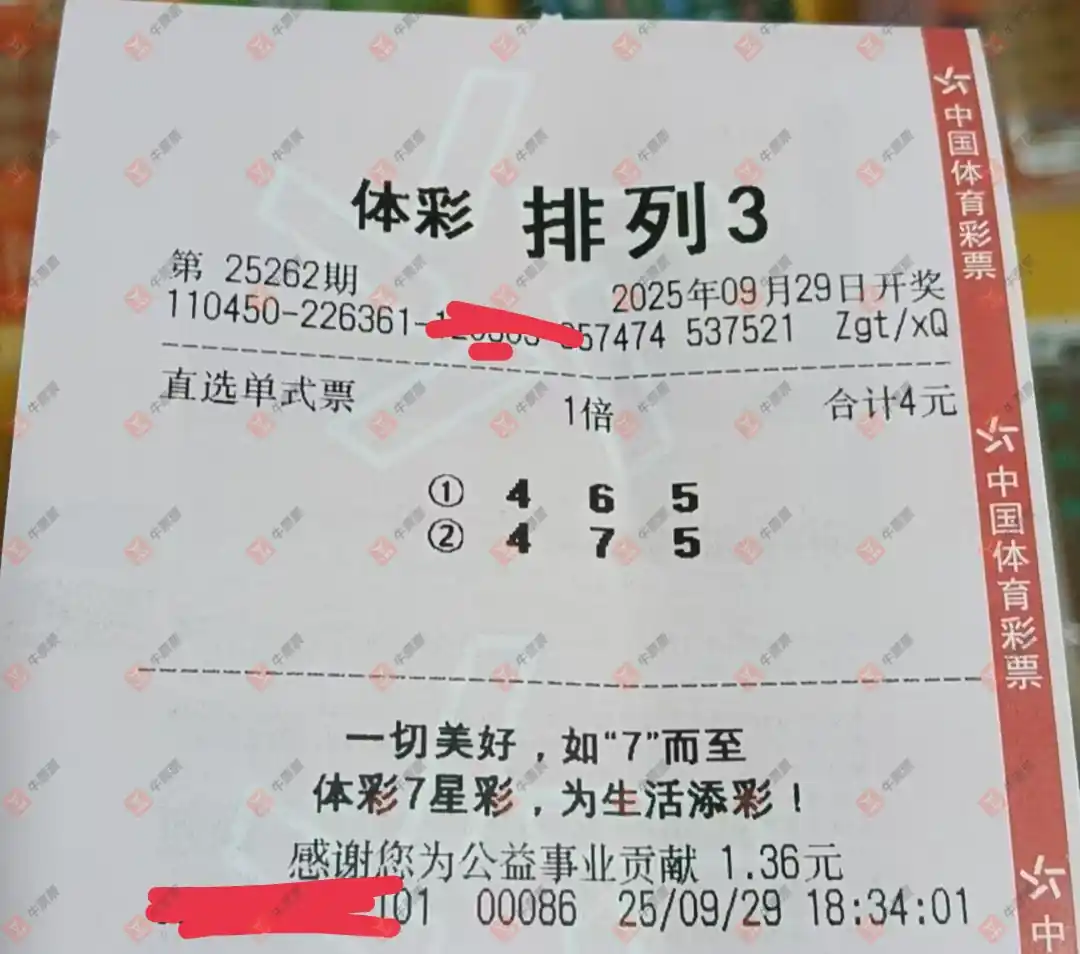 体彩 排列3
第 25262期 2025年09月29日开奖
110450-226361- 57474 537521 Zgt/xQ
直选单式票 1倍 合计4元
① 4 6 5
② 4 7 5
一切美好，如“7”而至
体彩7星彩，为生活添彩！
感谢您为公益事业贡献 1.36元
101 00086 25/09/29 18:34:01
中国体育彩票
中国体育彩票
中
牛票票